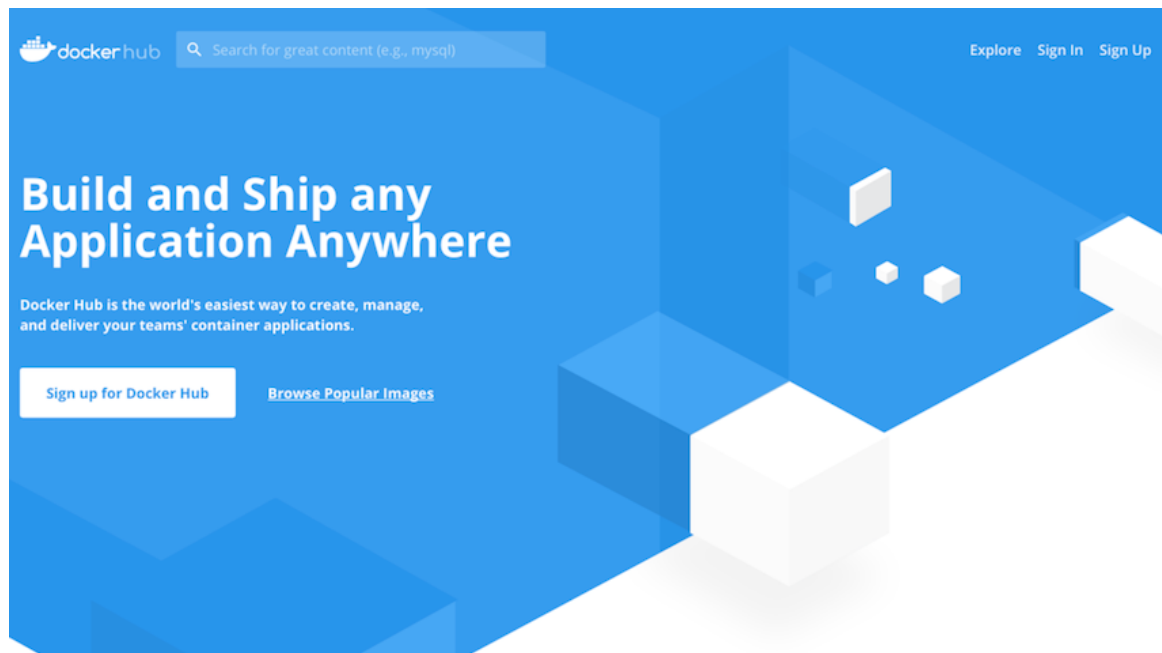 dockerhub
Search for great content (e.g., mysql)
Explore Sign In Sign Up
Build and Ship any
Application Anywhere
Docker Hub is the world's easiest way to create, manage,
and deliver your teams' container applications.
Sign up for Docker Hub
Browse Popular Images